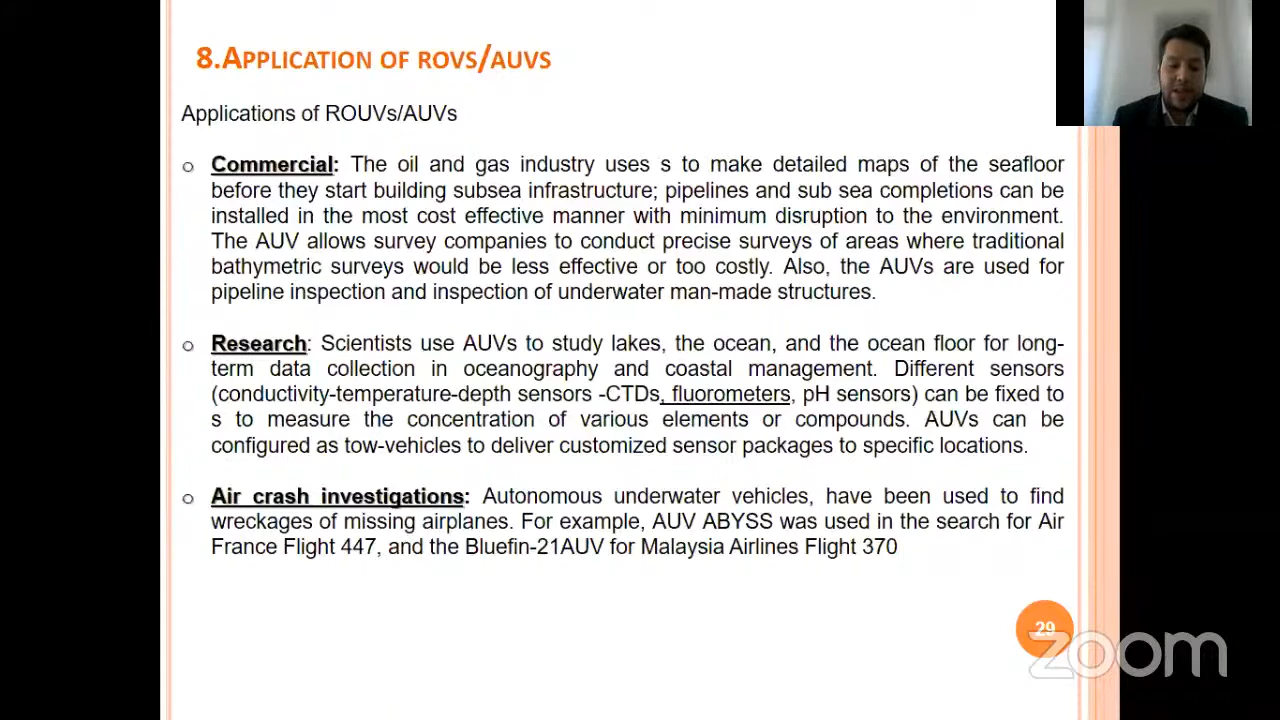 8.Application of ROVs/AUVs
Applications of ROUVs/AUVs
Commercial: The oil and gas industry uses s to make detailed maps of the seafloor
before they start building subsea infrastructure; pipelines and sub sea completions can be
installed in the most cost effective manner with minimum disruption to the environment.
The AUV allows survey companies to conduct precise surveys of areas where traditional
bathymetric surveys would be less effective or too costly. Also, the AUVs are used for
pipeline inspection and inspection of underwater man-made structures.
Research: Scientists use AUVs to study lakes, the ocean, and the ocean floor for long-
term data collection in oceanography and coastal management. Different sensors
(conductivity-temperature-depth sensors -CTDs, fluorometers, pH sensors) can be fixed to
s to measure the concentration of various elements or compounds. AUVs can be
configured as tow-vehicles to deliver customized sensor packages to specific locations.
Air crash investigations: Autonomous underwater vehicles, have been used to find
wreckages of missing airplanes. For example, AUV ABYSS was used in the search for Air
France Flight 447, and the Bluefin-21AUV for Malaysia Airlines Flight 370
29
zoom